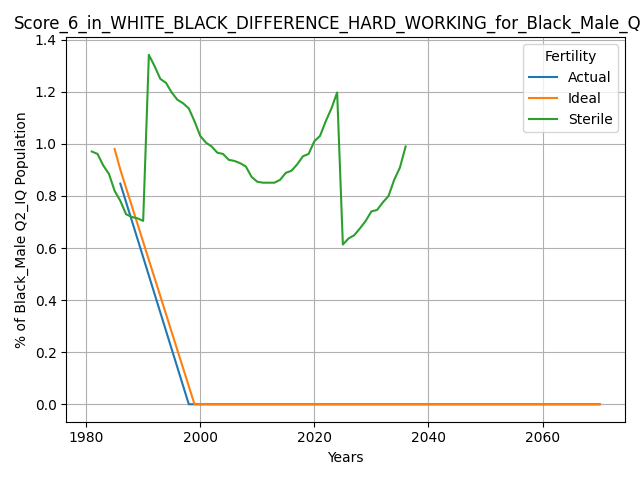 Score_6_in_WHITE_BLACK_DIFFERENCE_HARD_WORKING_for_Black_Male_Q
1.4
1.2
1.0
0.8
0.6
0.4
0.2
0.0
% of Black_Male Q2_IQ Population
Fertility
Actual
Ideal
Sterile
1980 2000 2020 2040 2060
Years